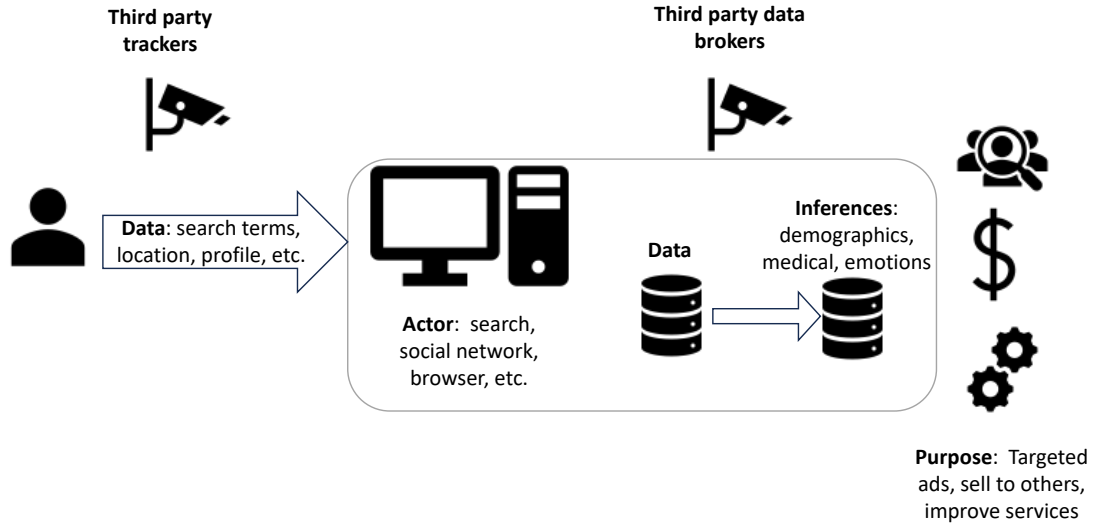 Third party
trackers
Third party data
brokers
Data: search terms,
location, profile, etc.
Actor:  search,
social network,
browser, etc.
Data
Inferences:
demographics,
medical, emotions
$
Purpose:  Targeted
ads, sell to others,
improve services